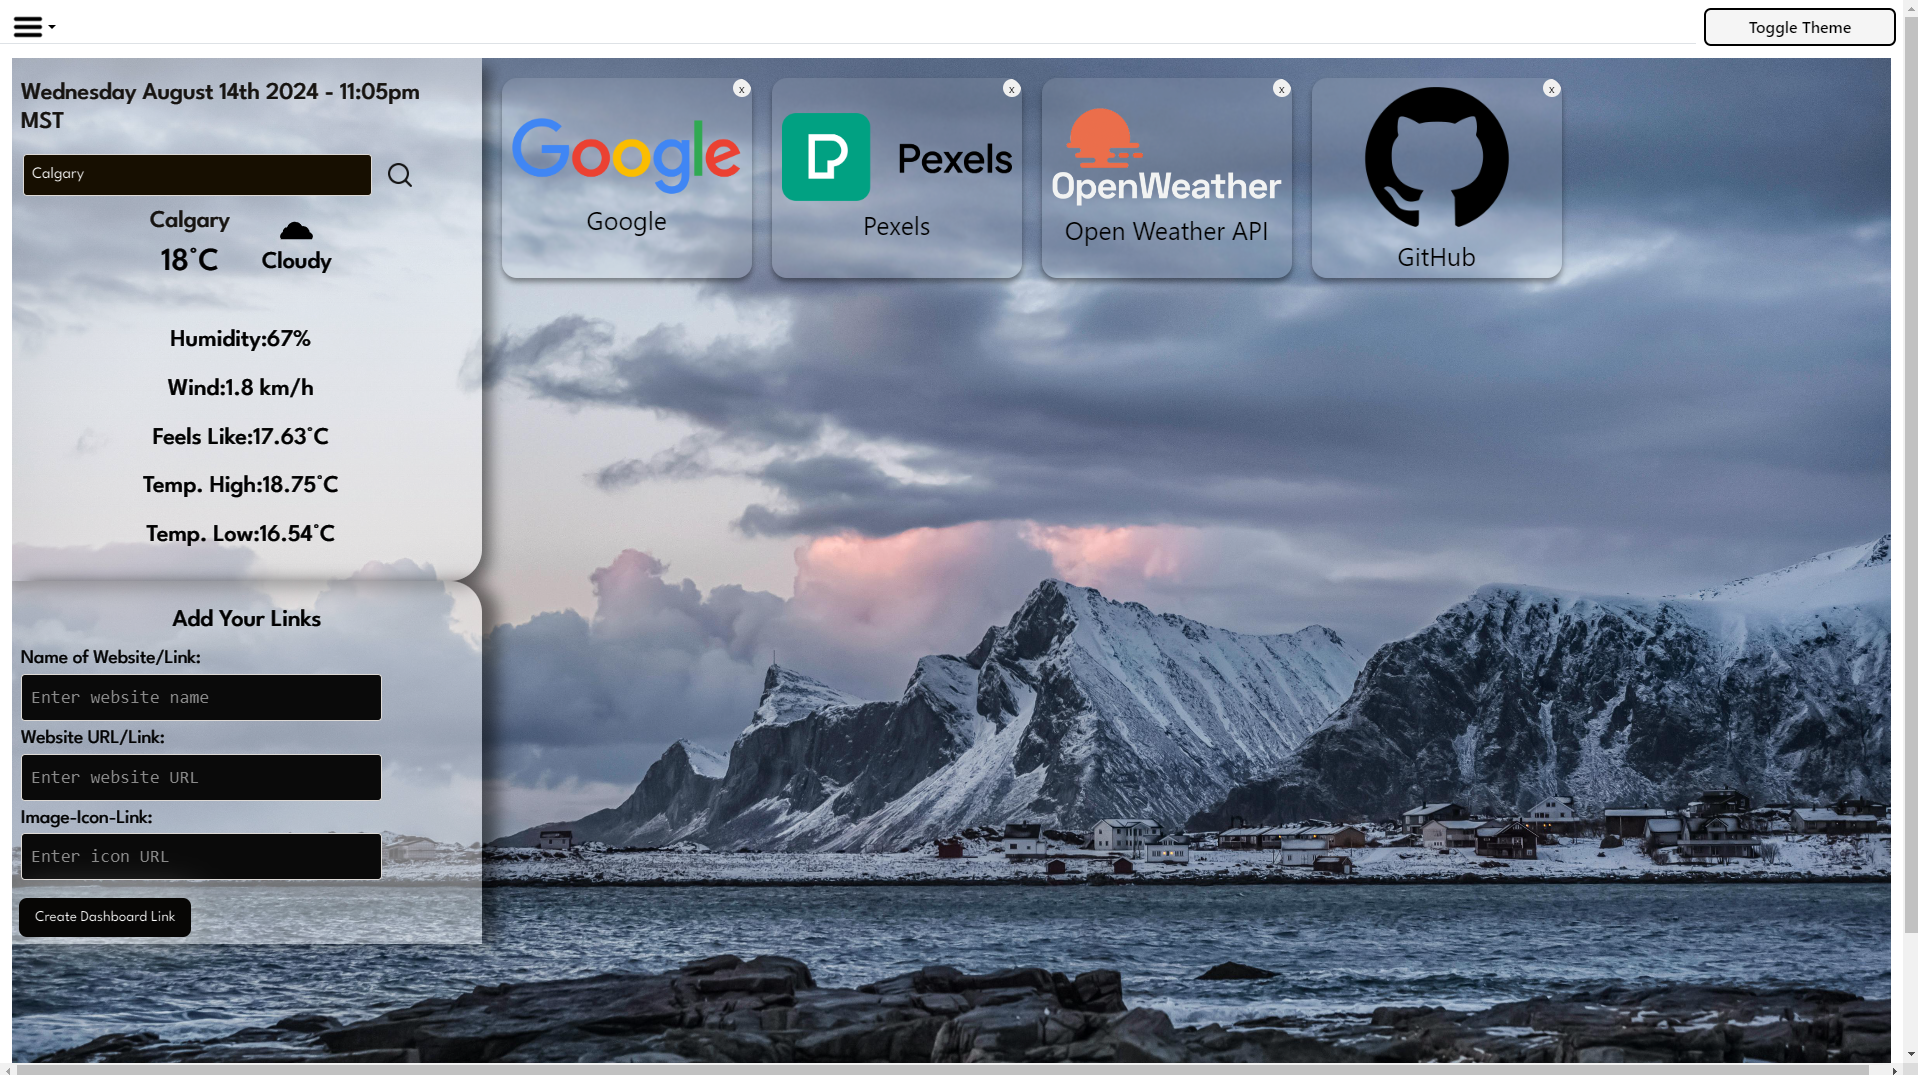 Toggle Theme
Wednesday August 14th 2024 - 11:05pm
MST
Calgary
Calgary
18°C
Cloudy
Humidity:67%
Wind:1.8 km/h
Feels Like:17.63°C
Temp. High:18.75°C
Temp. Low:16.54°C
x
Google
Google
x
Pexels
Pexels
x
OpenWeather
Open Weather API
x
GitHub
Add Your Links
Name of Website/Link:
Enter website name
Website URL/Link:
Enter website URL
Image-Icon-Link:
Enter icon URL
Create Dashboard Link